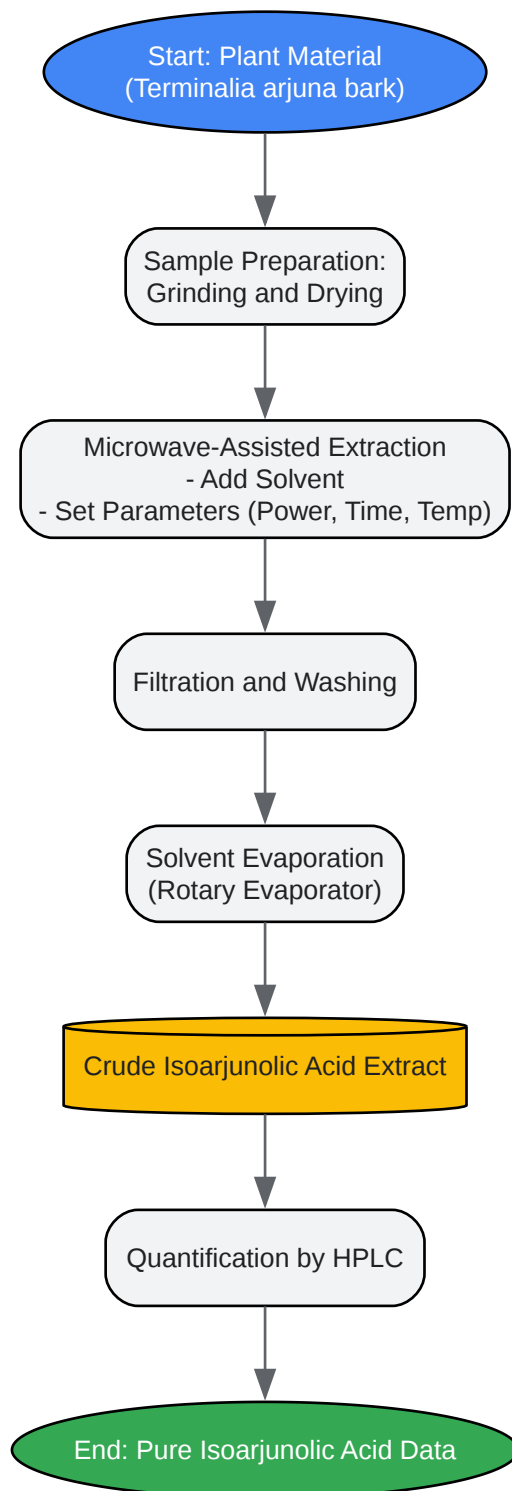 Start: Plant Material
(Terminalia arjuna bark)
Sample Preparation:
Grinding and Drying
Microwave-Assisted Extraction
- Add Solvent
- Set Parameters (Power, Time, Temp)
Filtration and Washing
Solvent Evaporation
(Rotary Evaporator)
Crude Isoarjunolic Acid Extract
Quantification by HPLC
End: Pure Isoarjunolic Acid Data